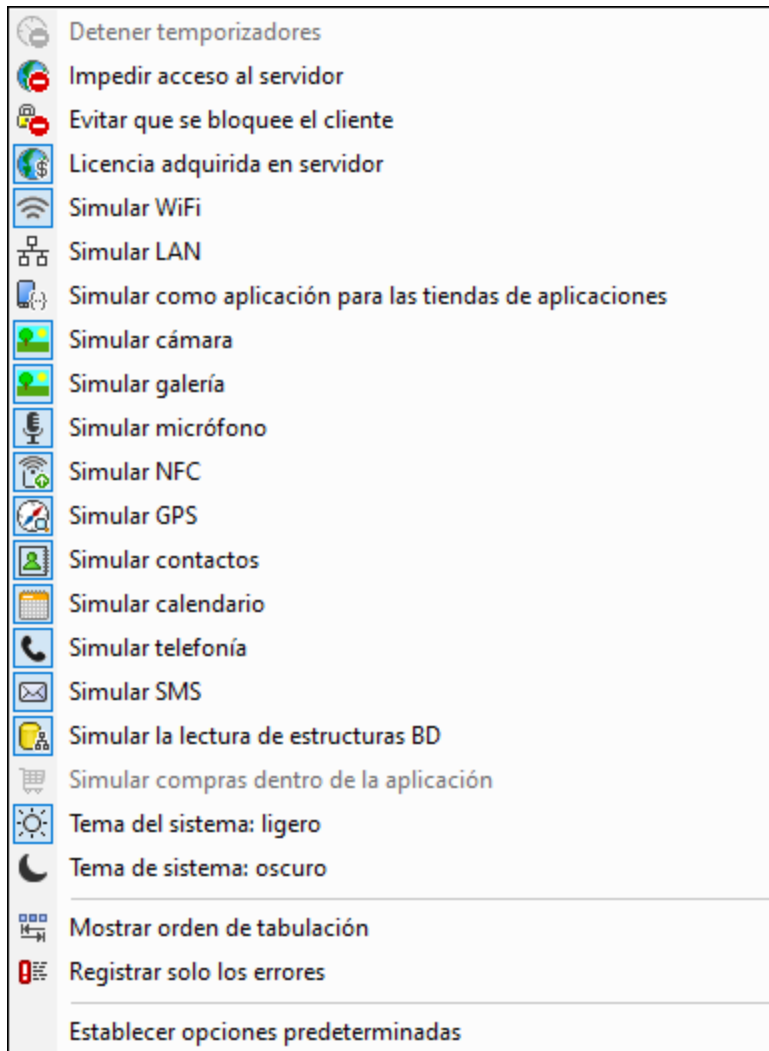 Detener temporizadores
Impedir acceso al servidor
Evitar que se bloquee el cliente
Licencia adquirida en servidor
Simular WiFi
Simular LAN
Simular como aplicación para las tiendas de aplicaciones
Simular cámara
Simular galería
Simular micrófono
Simular NFC
Simular GPS
Simular contactos
Simular calendario
Simular telefonía
Simular SMS
Simular la lectura de estructuras BD
Simular compras dentro de la aplicación
Tema del sistema: ligero
Tema de sistema: oscuro
Mostrar orden de tabulación
Registrar solo los errores
Establecer opciones predeterminadas